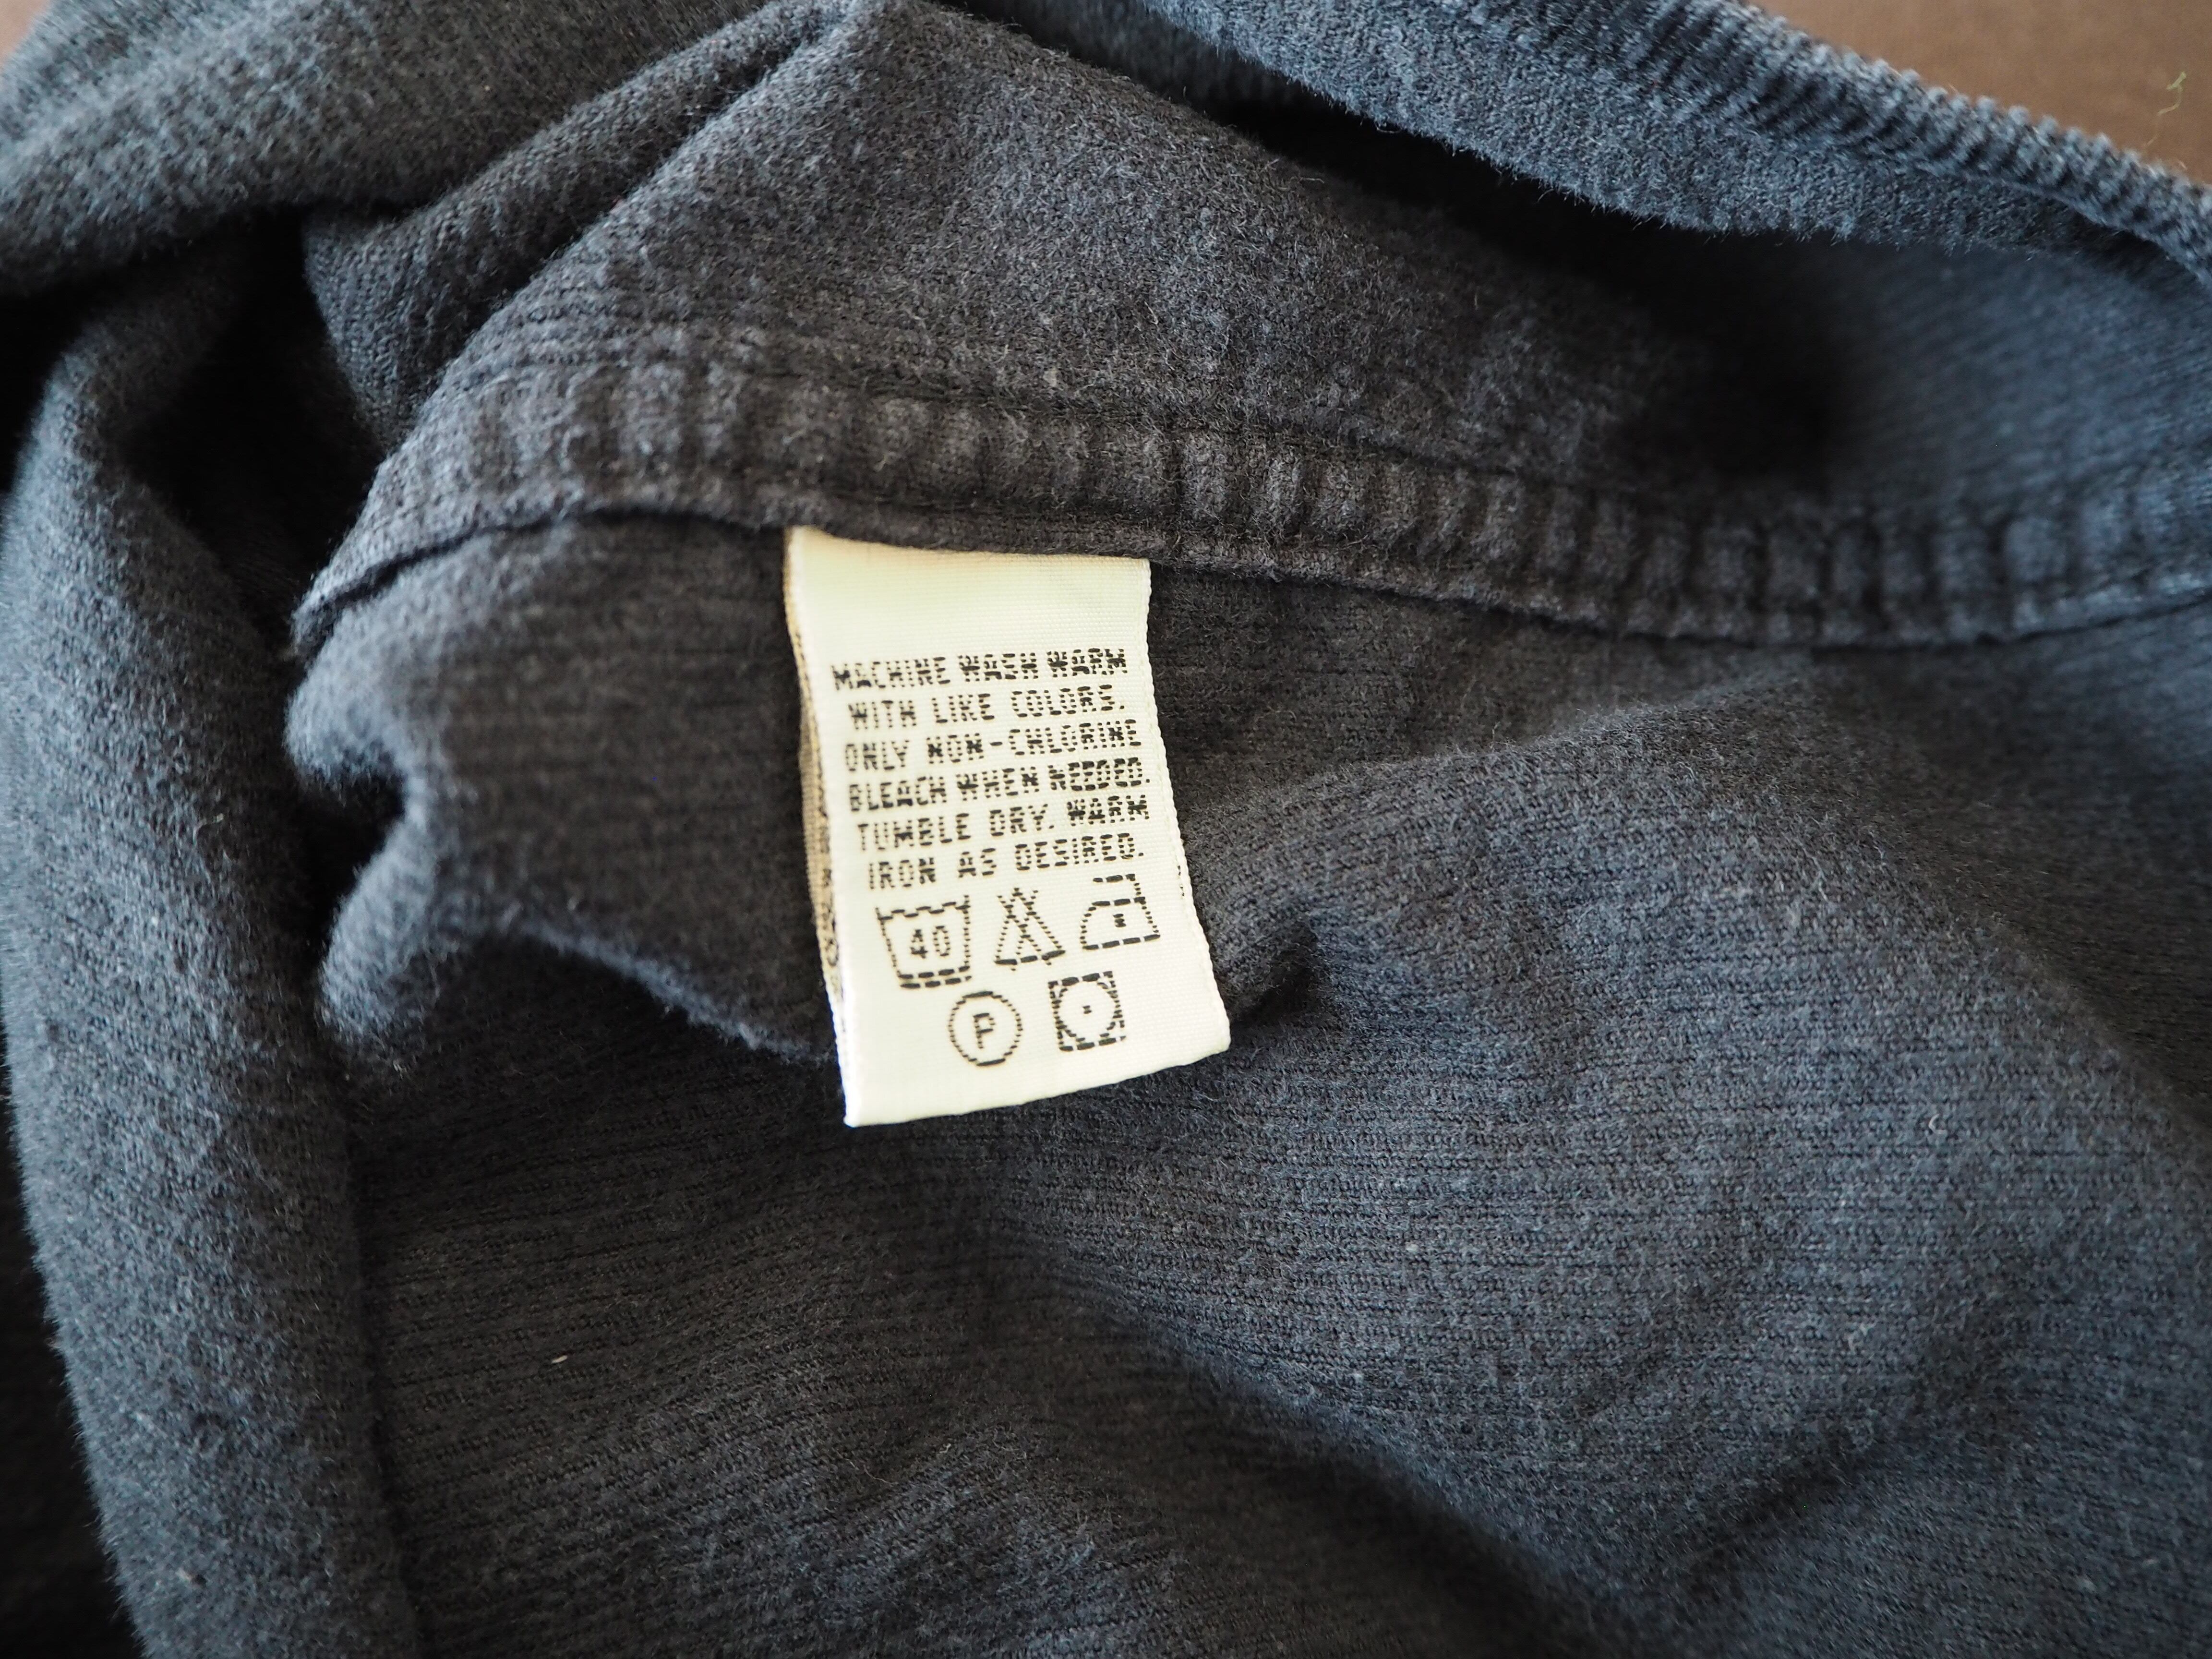 MACHINE WASH WARM
WITH LIKE COLORS.
ONLY NON-CHLORINE
BLEACH WHEN NEEDED.
TUMBLE DRY. WARM
IRON AS DESIRED.
40
P